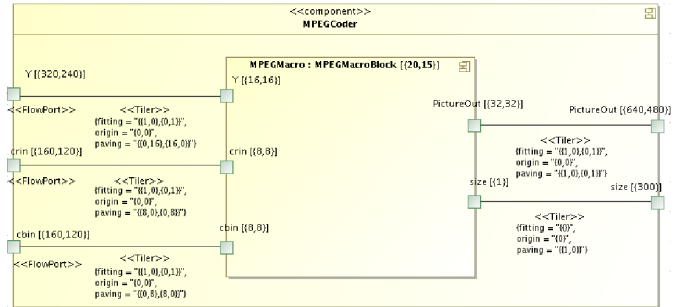 <<component>>
MPEGCoder
MPEGMacro : MPEGMacroBlock [{20,15}]
Y [{320,240}]
Y [{16,16}]
<<FlowPort>>
<<Tiler>>
{fitting = "{{1,0},{0,1}}",
origin = "{0,0}",
paving = "{{0,16},{16,0}}"}
crin [{160,120}]
crin [{8,8}]
<<FlowPort>>
<<Tiler>>
{fitting = "{{1,0},{0,1}}",
origin = "{0,0}",
paving = "{{8,0},{0,8}}"}
cbin [{160,120}]
cbin [{8,8}]
<<FlowPort>>
<<Tiler>>
{fitting = "{{1,0},{0,1}}",
origin = "{0,0}",
paving = "{{0,8},{8,0}}"}
PictureOut [{32,32}]
PictureOut [{640,480}]
<<Tiler>>
{fitting = "{{1,0},{0,1}}",
origin = "{0,0}",
paving = "{{1,0},{0,1}}"}
size [{1}]
size [{300}]
<<Tiler>>
{fitting = "{{0}}",
origin = "{0}",
paving = "{{1,0}}"}